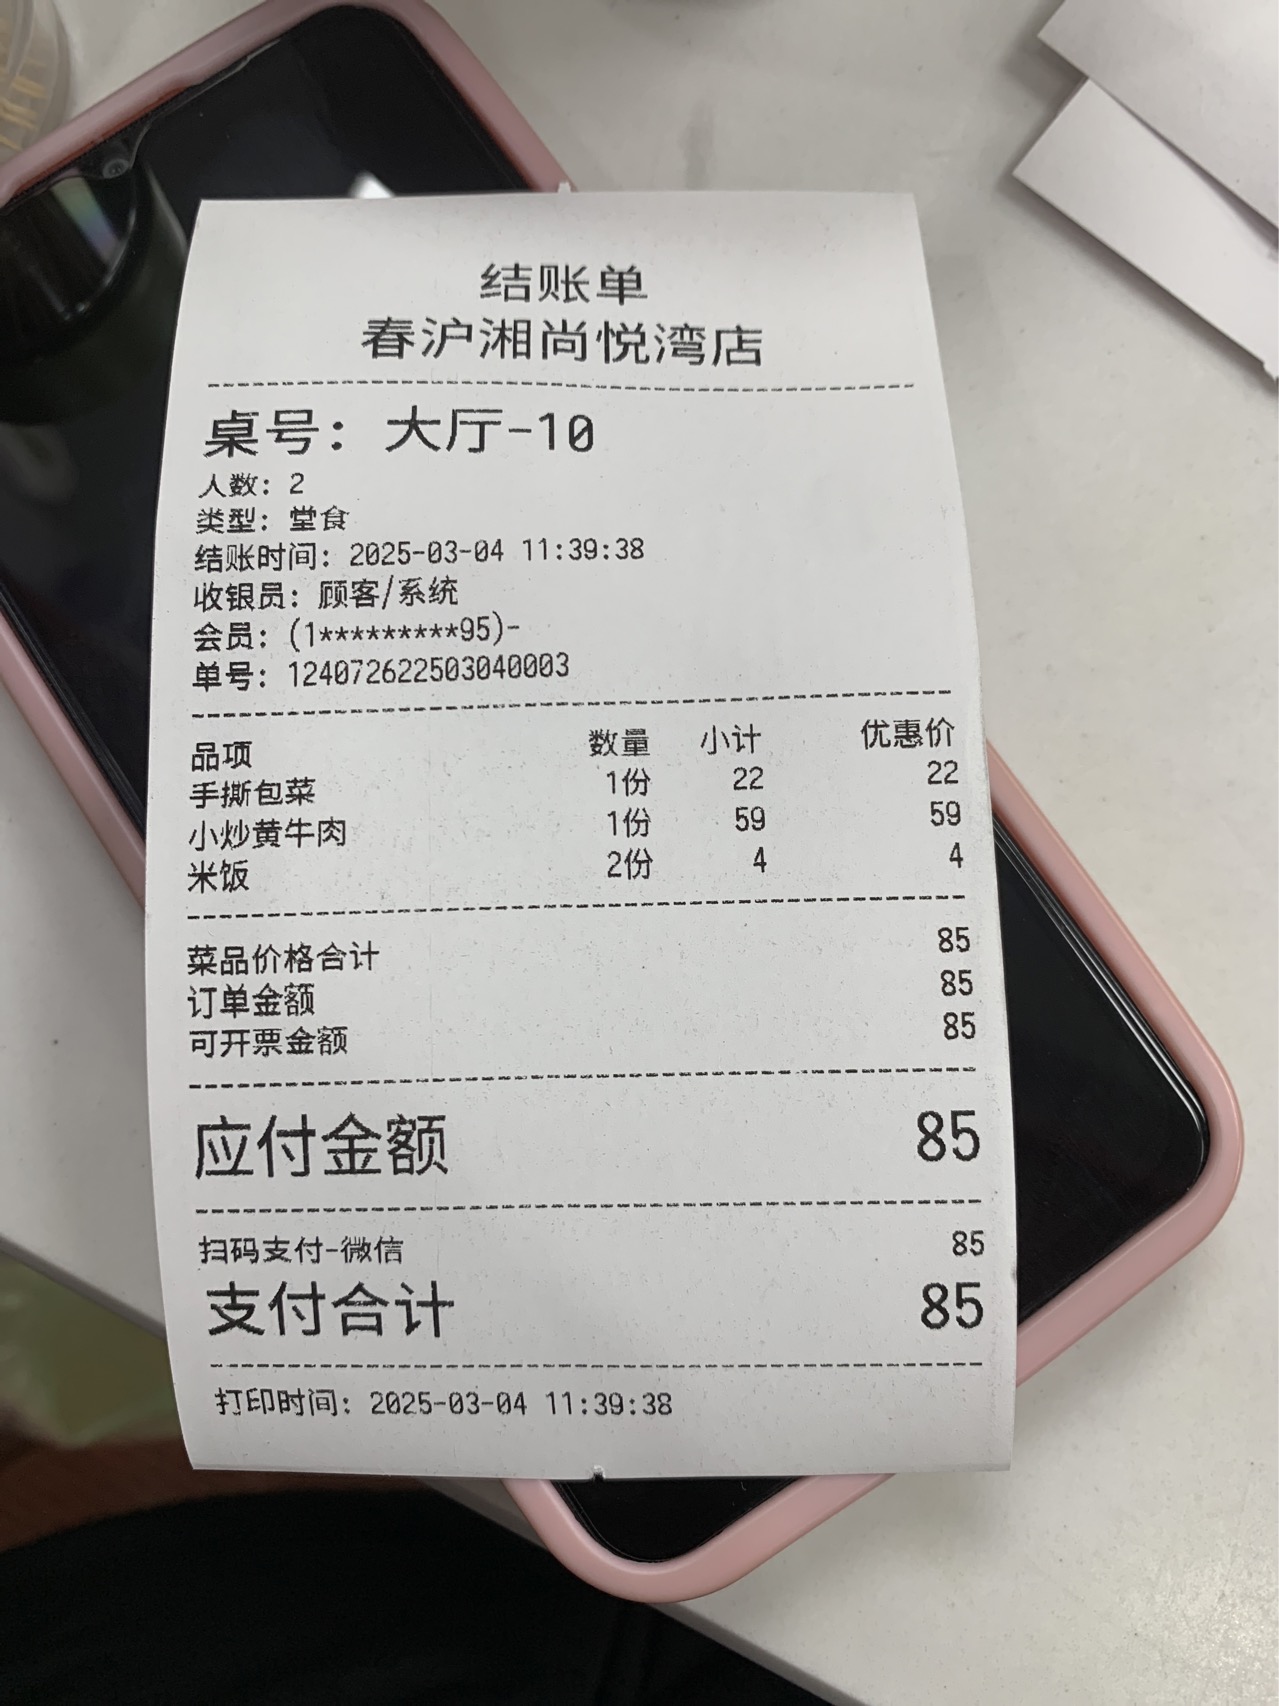 结账单
春沪湘尚悦湾店
桌号：大厅-10
人数：2
类型：堂食
结账时间：2025-03-04 11:39:38
收银员：顾客/系统
会员：(1*********95)-
单号：124072622503040003
品项 数量 小计 优惠价
手撕包菜 1份 22 22
小炒黄牛肉 1份 59 59
米饭 2份 4 4
菜品价格合计 85
订单金额 85
可开票金额 85
应付金额 85
扫码支付-微信 85
支付合计 85
打印时间：2025-03-04 11:39:38